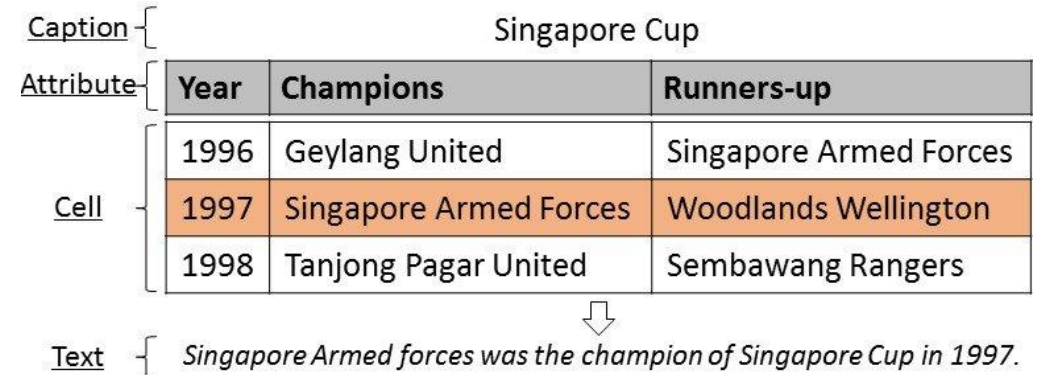 Caption Singapore Cup
Attribute Year Champions Runners-up
1996 Geylang United Singapore Armed Forces
Cell 1997 Singapore Armed Forces Woodlands Wellington
1998 Tanjong Pagar United Sembawang Rangers
Text Singapore Armed forces was the champion of Singapore Cup in 1997.